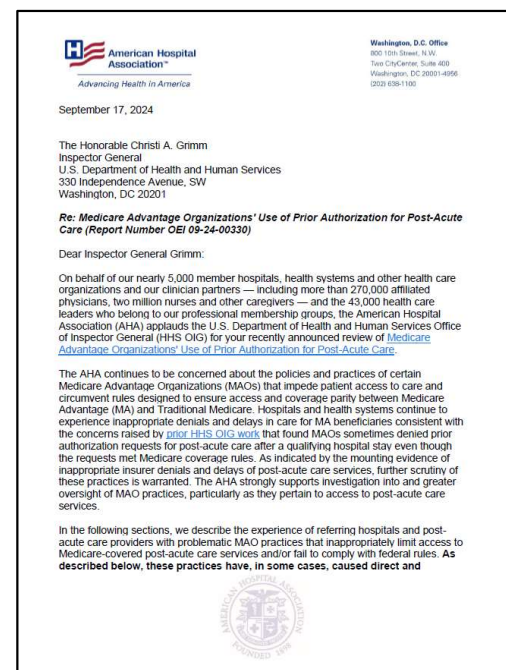 American Hospital
Association™
Advancing Health in America
Washington, D.C. Office
800 10th Street, N.W.
Two CityCenter, Suite 400
Washington, DC 20001-4956
(202) 638-1100
September 17, 2024
The Honorable Christi A. Grimm
Inspector General
U.S. Department of Health and Human Services
330 Independence Avenue, SW
Washington, DC 20201
Re: Medicare Advantage Organizations' Use of Prior Authorization for Post-Acute
Care (Report Number OEI 09-24-00330)
Dear Inspector General Grimm:
On behalf of our nearly 5,000 member hospitals, health systems and other health care
organizations and our clinician partners — including more than 270,000 affiliated
physicians, two million nurses and other caregivers — and the 43,000 health care
leaders who belong to our professional membership groups, the American Hospital
Association (AHA) applauds the U.S. Department of Health and Human Services Office
of Inspector General (HHS OIG) for your recently announced review of Medicare
Advantage Organizations' Use of Prior Authorization for Post-Acute Care.
The AHA continues to be concerned about the policies and practices of certain
Medicare Advantage Organizations (MAOs) that impede patient access to care and
circumvent rules designed to ensure access and coverage parity between Medicare
Advantage (MA) and Traditional Medicare. Hospitals and health systems continue to
experience inappropriate denials and delays in care for MA beneficiaries consistent with
the concerns raised by prior HHS OIG work that found MAOs sometimes denied prior
authorization requests for post-acute care after a qualifying hospital stay even though
the requests met Medicare coverage rules. As indicated by the mounting evidence of
inappropriate insurer denials and delays of post-acute care services, further scrutiny of
these practices is warranted. The AHA strongly supports investigation into and greater
oversight of MAO practices, particularly as they pertain to access to post-acute care
services.
In the following sections, we describe the experience of referring hospitals and post-
acute care providers with problematic MAO practices that inappropriately limit access to
Medicare-covered post-acute care services and/or fail to comply with federal rules. As
described below, these practices have, in some cases, caused direct and
AMERICAN HOSPITAL ASSOCIATION
FOUNDED 1898